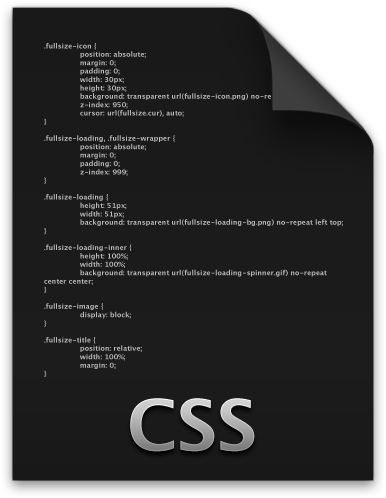 .fullsize-icon {
position: absolute;
margin: 0;
padding: 0;
width: 30px;
height: 30px;
background: transparent url(fullsize-icon.png) no-re
z-index: 950;
cursor: url(fullsize.cur), auto;
}
.fullsize-loading, .fullsize-wrapper {
position: absolute;
margin: 0;
padding: 0;
z-index: 999;
}
.fullsize-loading {
height: 51px;
width: 51px;
background: transparent url(fullsize-loading-bg.png) no-repeat left top;
}
.fullsize-loading-inner {
height: 100%;
width: 100%;
background: transparent url(fullsize-loading-spinner.gif) no-repeat
center center;
}
.fullsize-image {
display: block;
}
.fullsize-title {
position: relative;
width: 100%;
margin: 0;
}
CSS